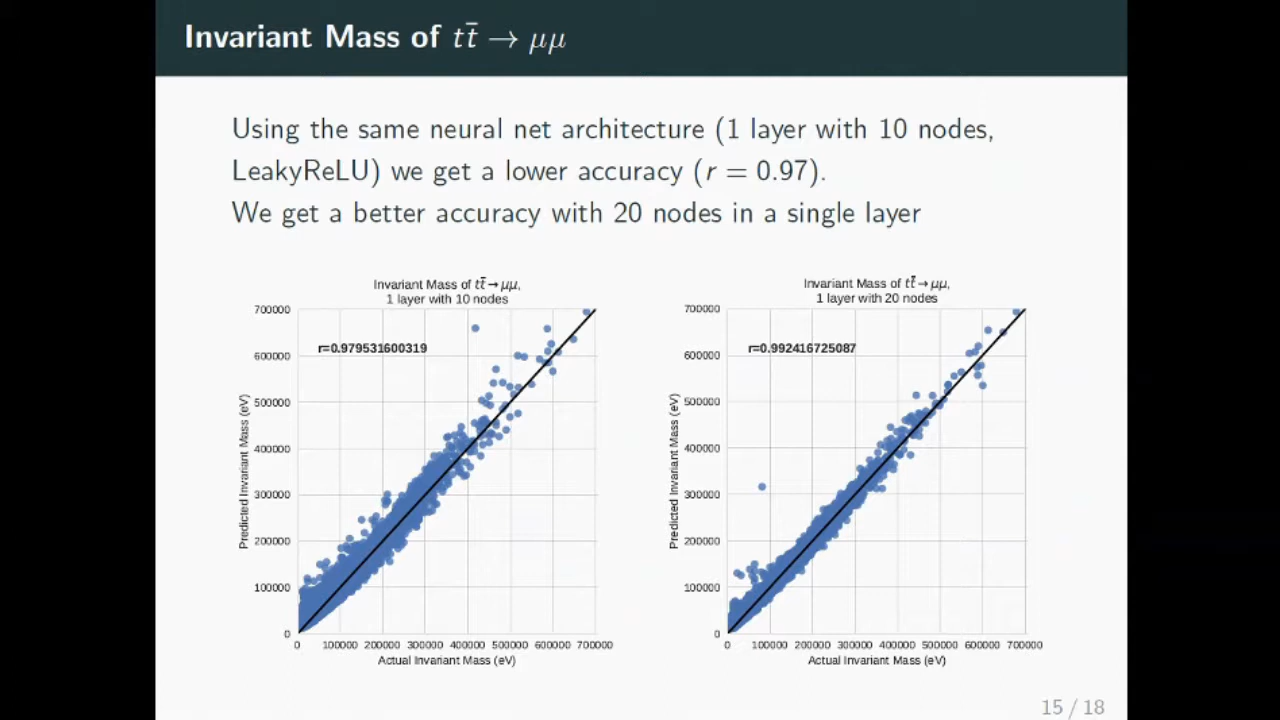 Invariant Mass of tt̄ → μμ
Using the same neural net architecture (1 layer with 10 nodes,
LeakyReLU) we get a lower accuracy (r = 0.97).
We get a better accuracy with 20 nodes in a single layer
Invariant Mass of tt̄ → μμ,
1 layer with 10 nodes
r=0.979531600319
Predicted Invariant Mass (eV)
700000
600000
500000
400000
300000
200000
100000
0
0 100000 200000 300000 400000 500000 600000 700000
Actual Invariant Mass (eV)
Invariant Mass of tt̄ → μμ,
1 layer with 20 nodes
r=0.992416725087
Predicted Invariant Mass (eV)
700000
600000
500000
400000
300000
200000
100000
0
0 100000 200000 300000 400000 500000 600000 700000
Actual Invariant Mass (eV)
15 / 18